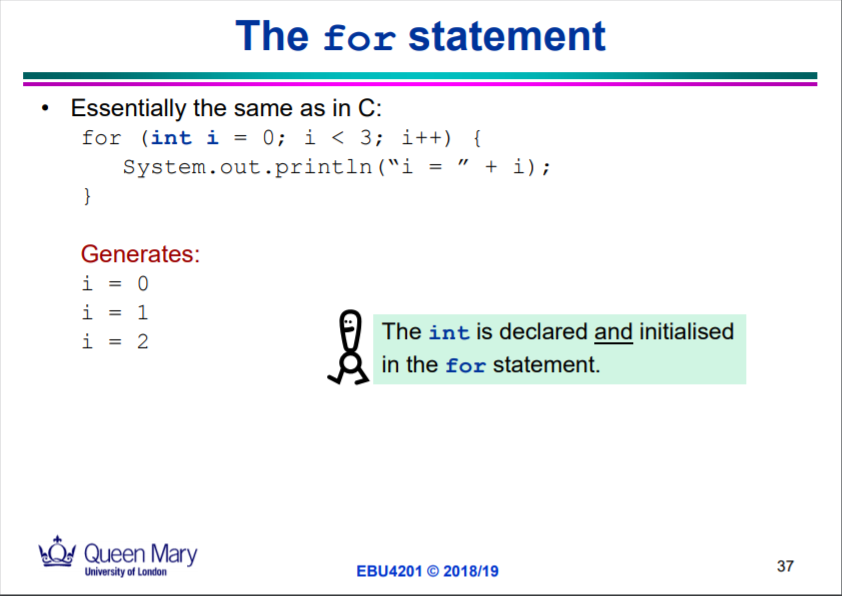 The for statement
• Essentially the same as in C:
for (int i = 0; i < 3; i++) {
System.out.println(“i = ” + i);
}
Generates:
i = 0
i = 1
i = 2
The int is declared and initialised
in the for statement.
Queen Mary
University of London
EBU4201 © 2018/19
37